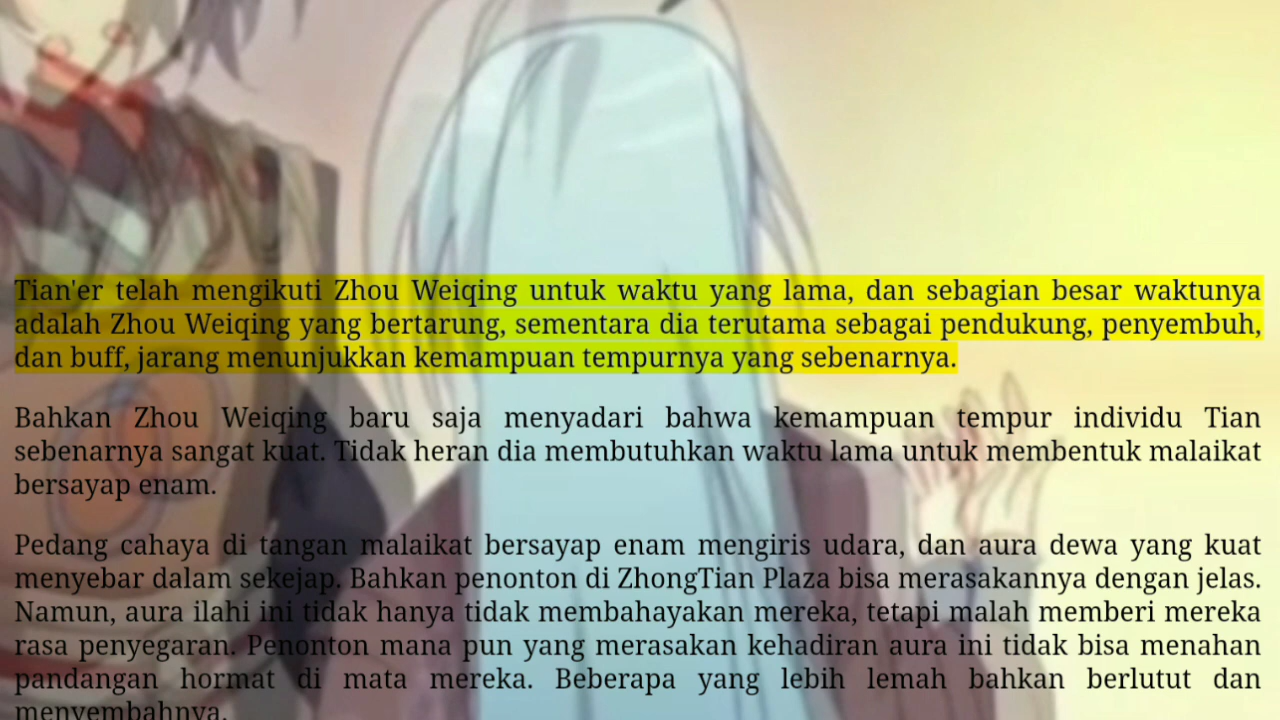 Tian'er telah mengikuti Zhou Weiqing untuk waktu yang lama, dan sebagian besar waktunya
adalah Zhou Weiqing yang bertarung, sementara dia terutama sebagai pendukung, penyembuh,
dan buff, jarang menunjukkan kemampuan tempurnya yang sebenarnya.
Bahkan Zhou Weiqing baru saja menyadari bahwa kemampuan tempur individu Tian
sebenarnya sangat kuat. Tidak heran dia membutuhkan waktu lama untuk membentuk malaikat
bersayap enam.
Pedang cahaya di tangan malaikat bersayap enam mengiris udara, dan aura dewa yang kuat
menyebar dalam sekejap. Bahkan penonton di ZhongTian Plaza bisa merasakannya dengan jelas.
Namun, aura ilahi ini tidak hanya tidak membahayakan mereka, tetapi malah memberi mereka
rasa penyegaran. Penonton mana pun yang merasakan kehadiran aura ini tidak bisa menahan
pandangan hormat di mata mereka. Beberapa yang lebih lemah bahkan berlutut dan
menyembahnya.